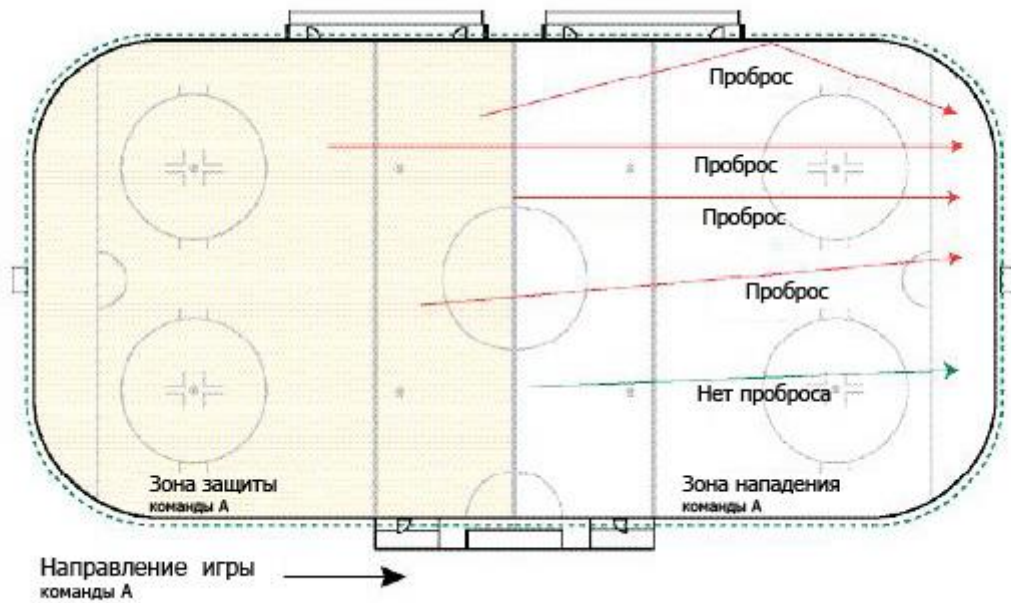 Проброс
Проброс
Проброс
Проброс
Нет проброса
Зона защиты
команды А
Зона нападения
команды А
Направление игры
команды А